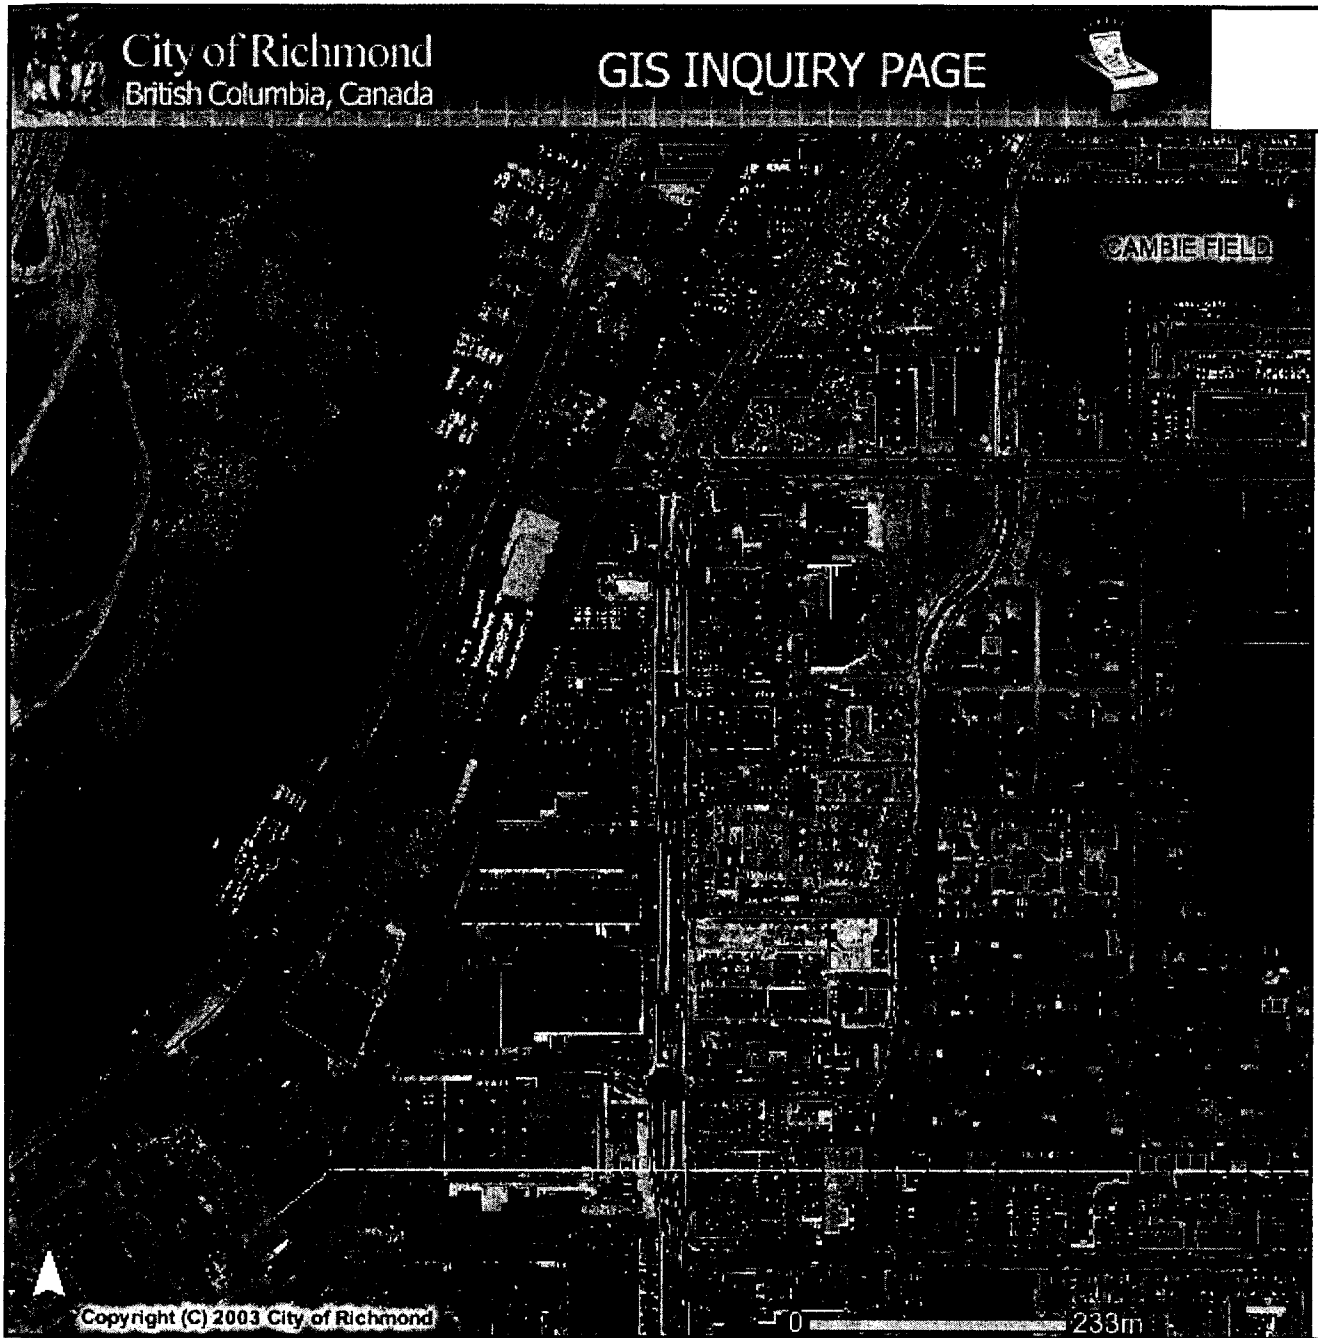 City of Richmond
British Columbia, Canada
GIS INQUIRY PAGE
CAMBIE FIELD
Copyright (C) 2003 City of Richmond
0 233m